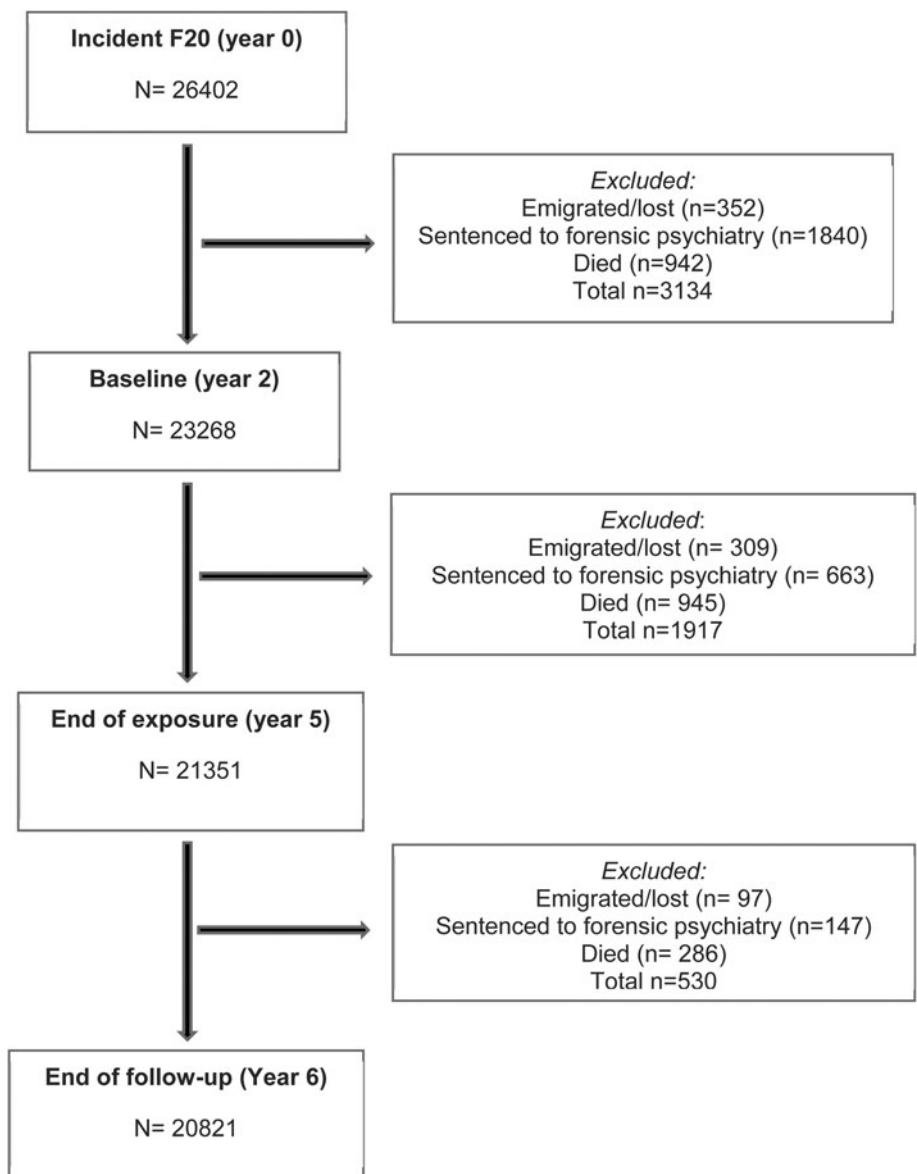 Incident F20 (year 0)
N= 26402
Excluded:
Emigrated/lost (n=352)
Sentenced to forensic psychiatry (n=1840)
Died (n=942)
Total n=3134
Baseline (year 2)
N= 23268
Excluded:
Emigrated/lost (n= 309)
Sentenced to forensic psychiatry (n= 663)
Died (n= 945)
Total n=1917
End of exposure (year 5)
N= 21351
Excluded:
Emigrated/lost (n= 97)
Sentenced to forensic psychiatry (n=147)
Died (n= 286)
Total n=530
End of follow-up (Year 6)
N= 20821